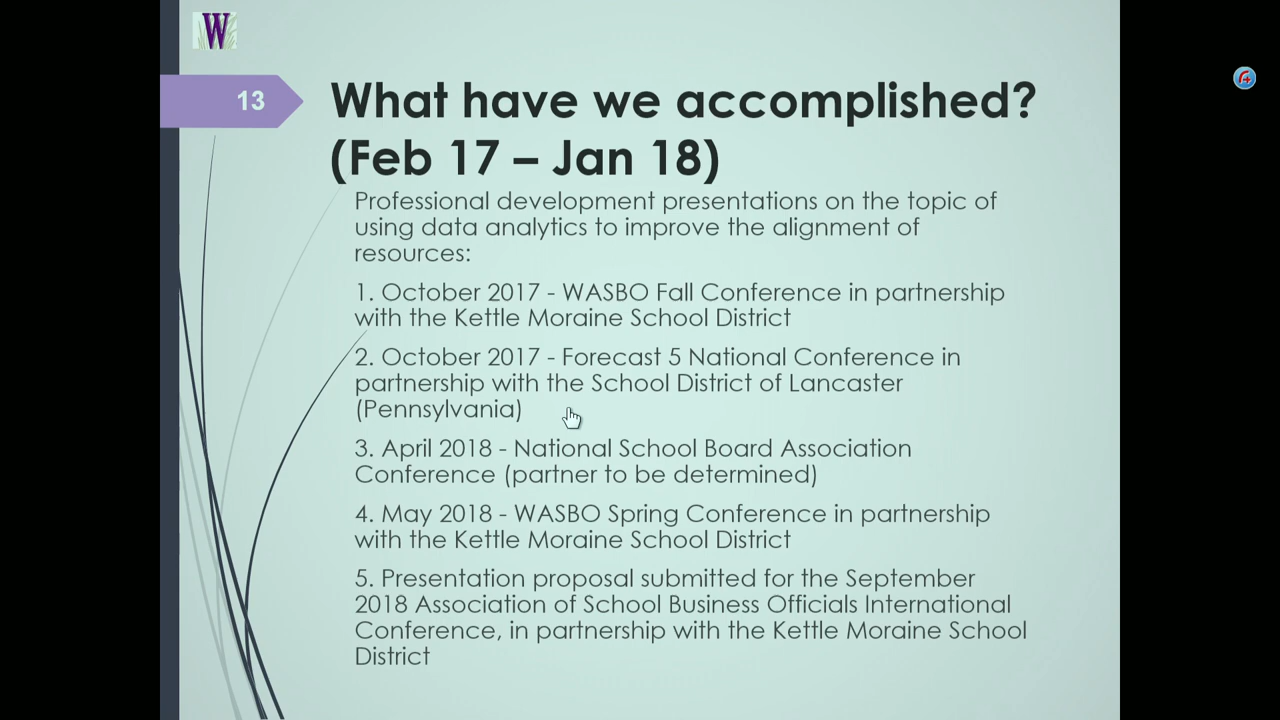 W
13
What have we accomplished?
(Feb 17 – Jan 18)
Professional development presentations on the topic of
using data analytics to improve the alignment of
resources:
1. October 2017 - WASBO Fall Conference in partnership
with the Kettle Moraine School District
2. October 2017 - Forecast 5 National Conference in
partnership with the School District of Lancaster
(Pennsylvania)
3. April 2018 - National School Board Association
Conference (partner to be determined)
4. May 2018 - WASBO Spring Conference in partnership
with the Kettle Moraine School District
5. Presentation proposal submitted for the September
2018 Association of School Business Officials International
Conference, in partnership with the Kettle Moraine School
District